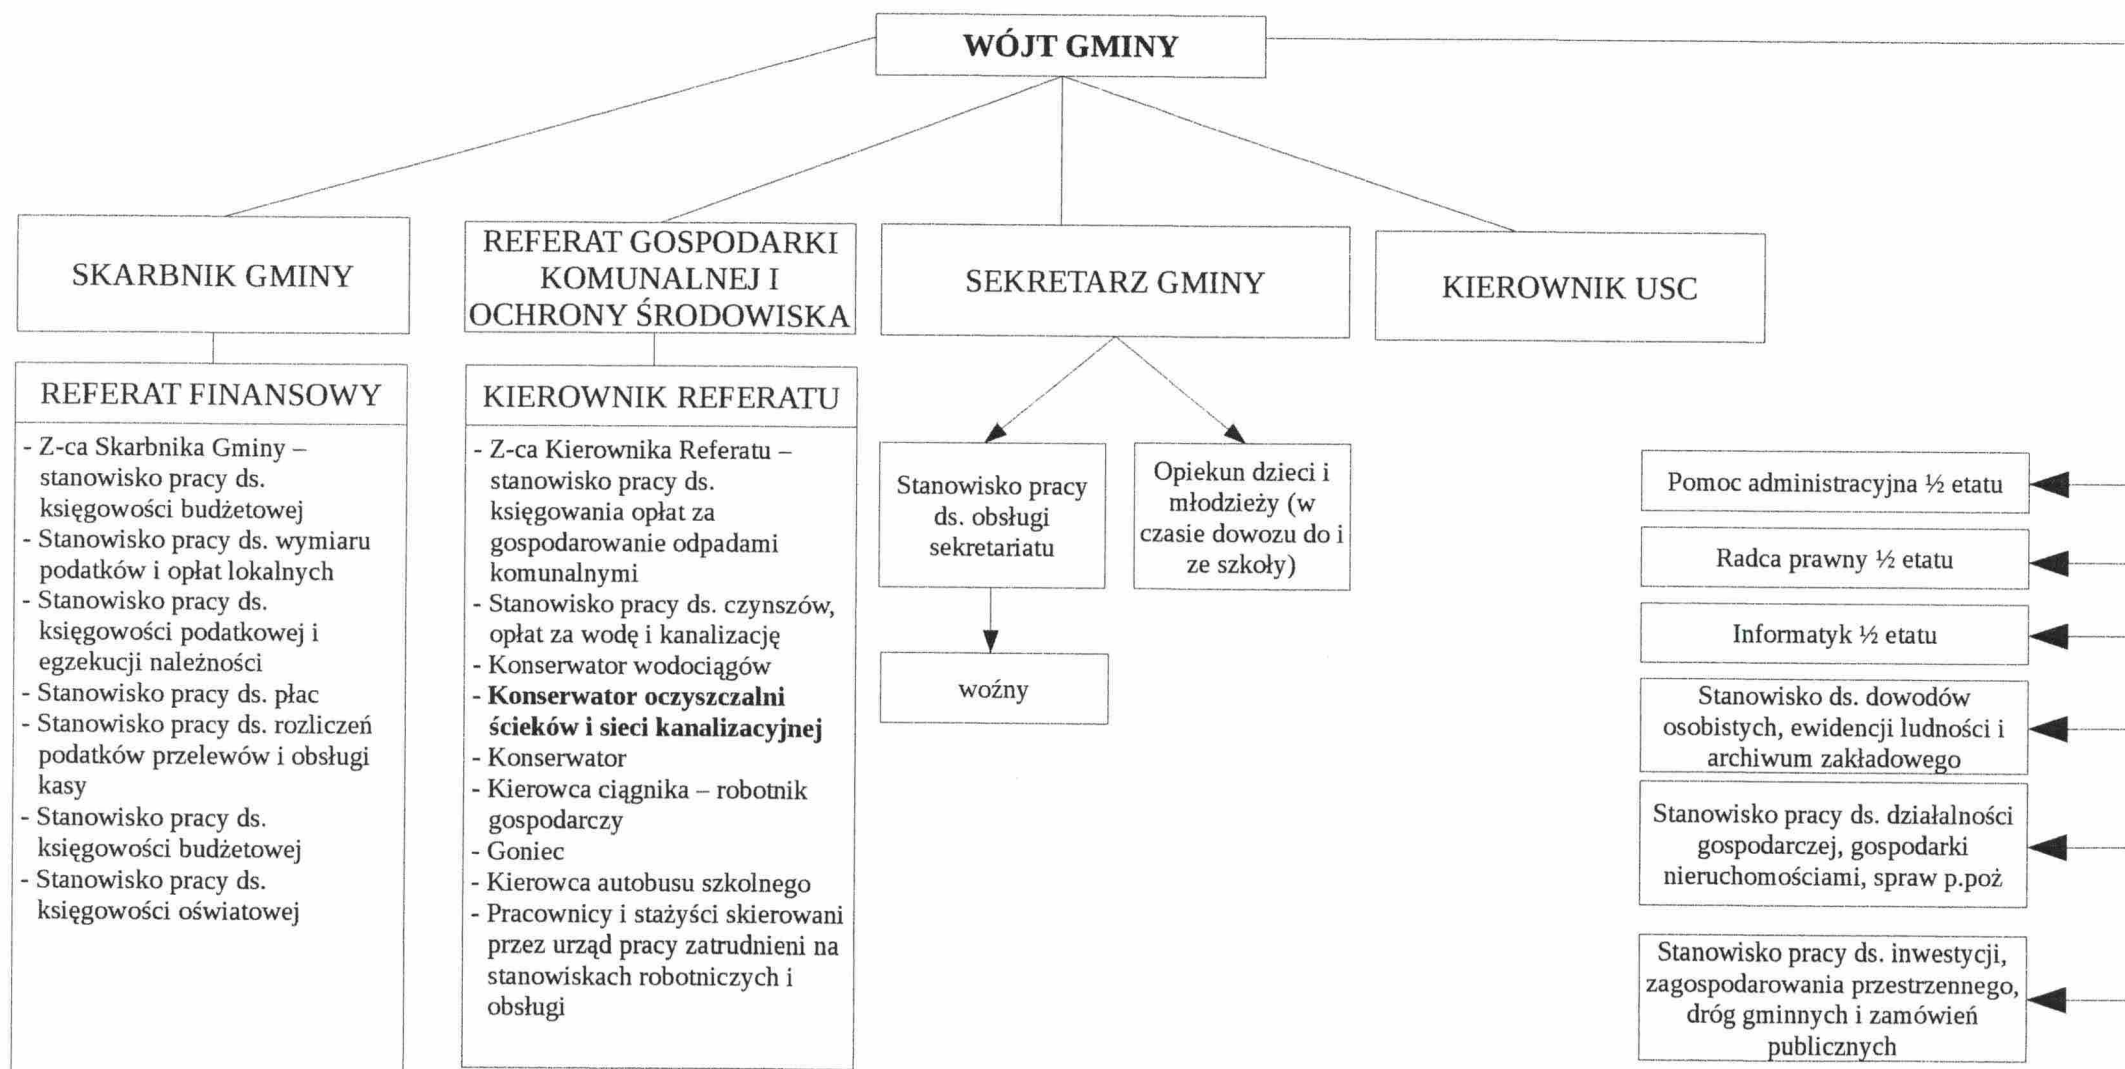 WÓJT GMINY
SKARBNIK GMINY
REFERAT FINANSOWY
- Z-ca Skarbnika Gminy –
stanowisko pracy ds.
księgowości budżetowej
- Stanowisko pracy ds. wymiaru
podatków i opłat lokalnych
- Stanowisko pracy ds.
księgowości podatkowej i
egzekucji należności
- Stanowisko pracy ds. płac
- Stanowisko pracy ds. rozliczeń
podatków przelewów i obsługi
kasy
- Stanowisko pracy ds.
księgowości budżetowej
- Stanowisko pracy ds.
księgowości oświatowej
REFERAT GOSPODARKI
KOMUNALNEJ I
OCHRONY ŚRODOWISKA
KIEROWNIK REFERATU
- Z-ca Kierownika Referatu –
stanowisko pracy ds.
księgowania opłat za
gospodarowanie odpadami
komunalnymi
- Stanowisko pracy ds. czynszów,
opłat za wodę i kanalizację
- Konserwator wodociągów
- Konserwator oczyszczalni
ścieków i sieci kanalizacyjnej
- Konserwator
- Kierowca ciągnika – robotnik
gospodarczy
- Goniec
- Kierowca autobusu szkolnego
- Pracownicy i stażyści skierowani
przez urząd pracy zatrudnieni na
stanowiskach robotniczych i
obsługi
SEKRETARZ GMINY
Stanowisko pracy
ds. obsługi
sekretariatu
woźny
Opiekun dzieci i
młodzieży (w
czasie dowozu do i
ze szkoły)
KIEROWNIK USC
Pomoc administracyjna ½ etatu
Radca prawny ½ etatu
Informatyk ½ etatu
Stanowisko ds. dowodów
osobistych, ewidencji ludności i
archiwum zakładowego
Stanowisko pracy ds. działalności
gospodarczej, gospodarki
nieruchomościami, spraw p.poż
Stanowisko pracy ds. inwestycji,
zagospodarowania przestrzennego,
dróg gminnych i zamówień
publicznych